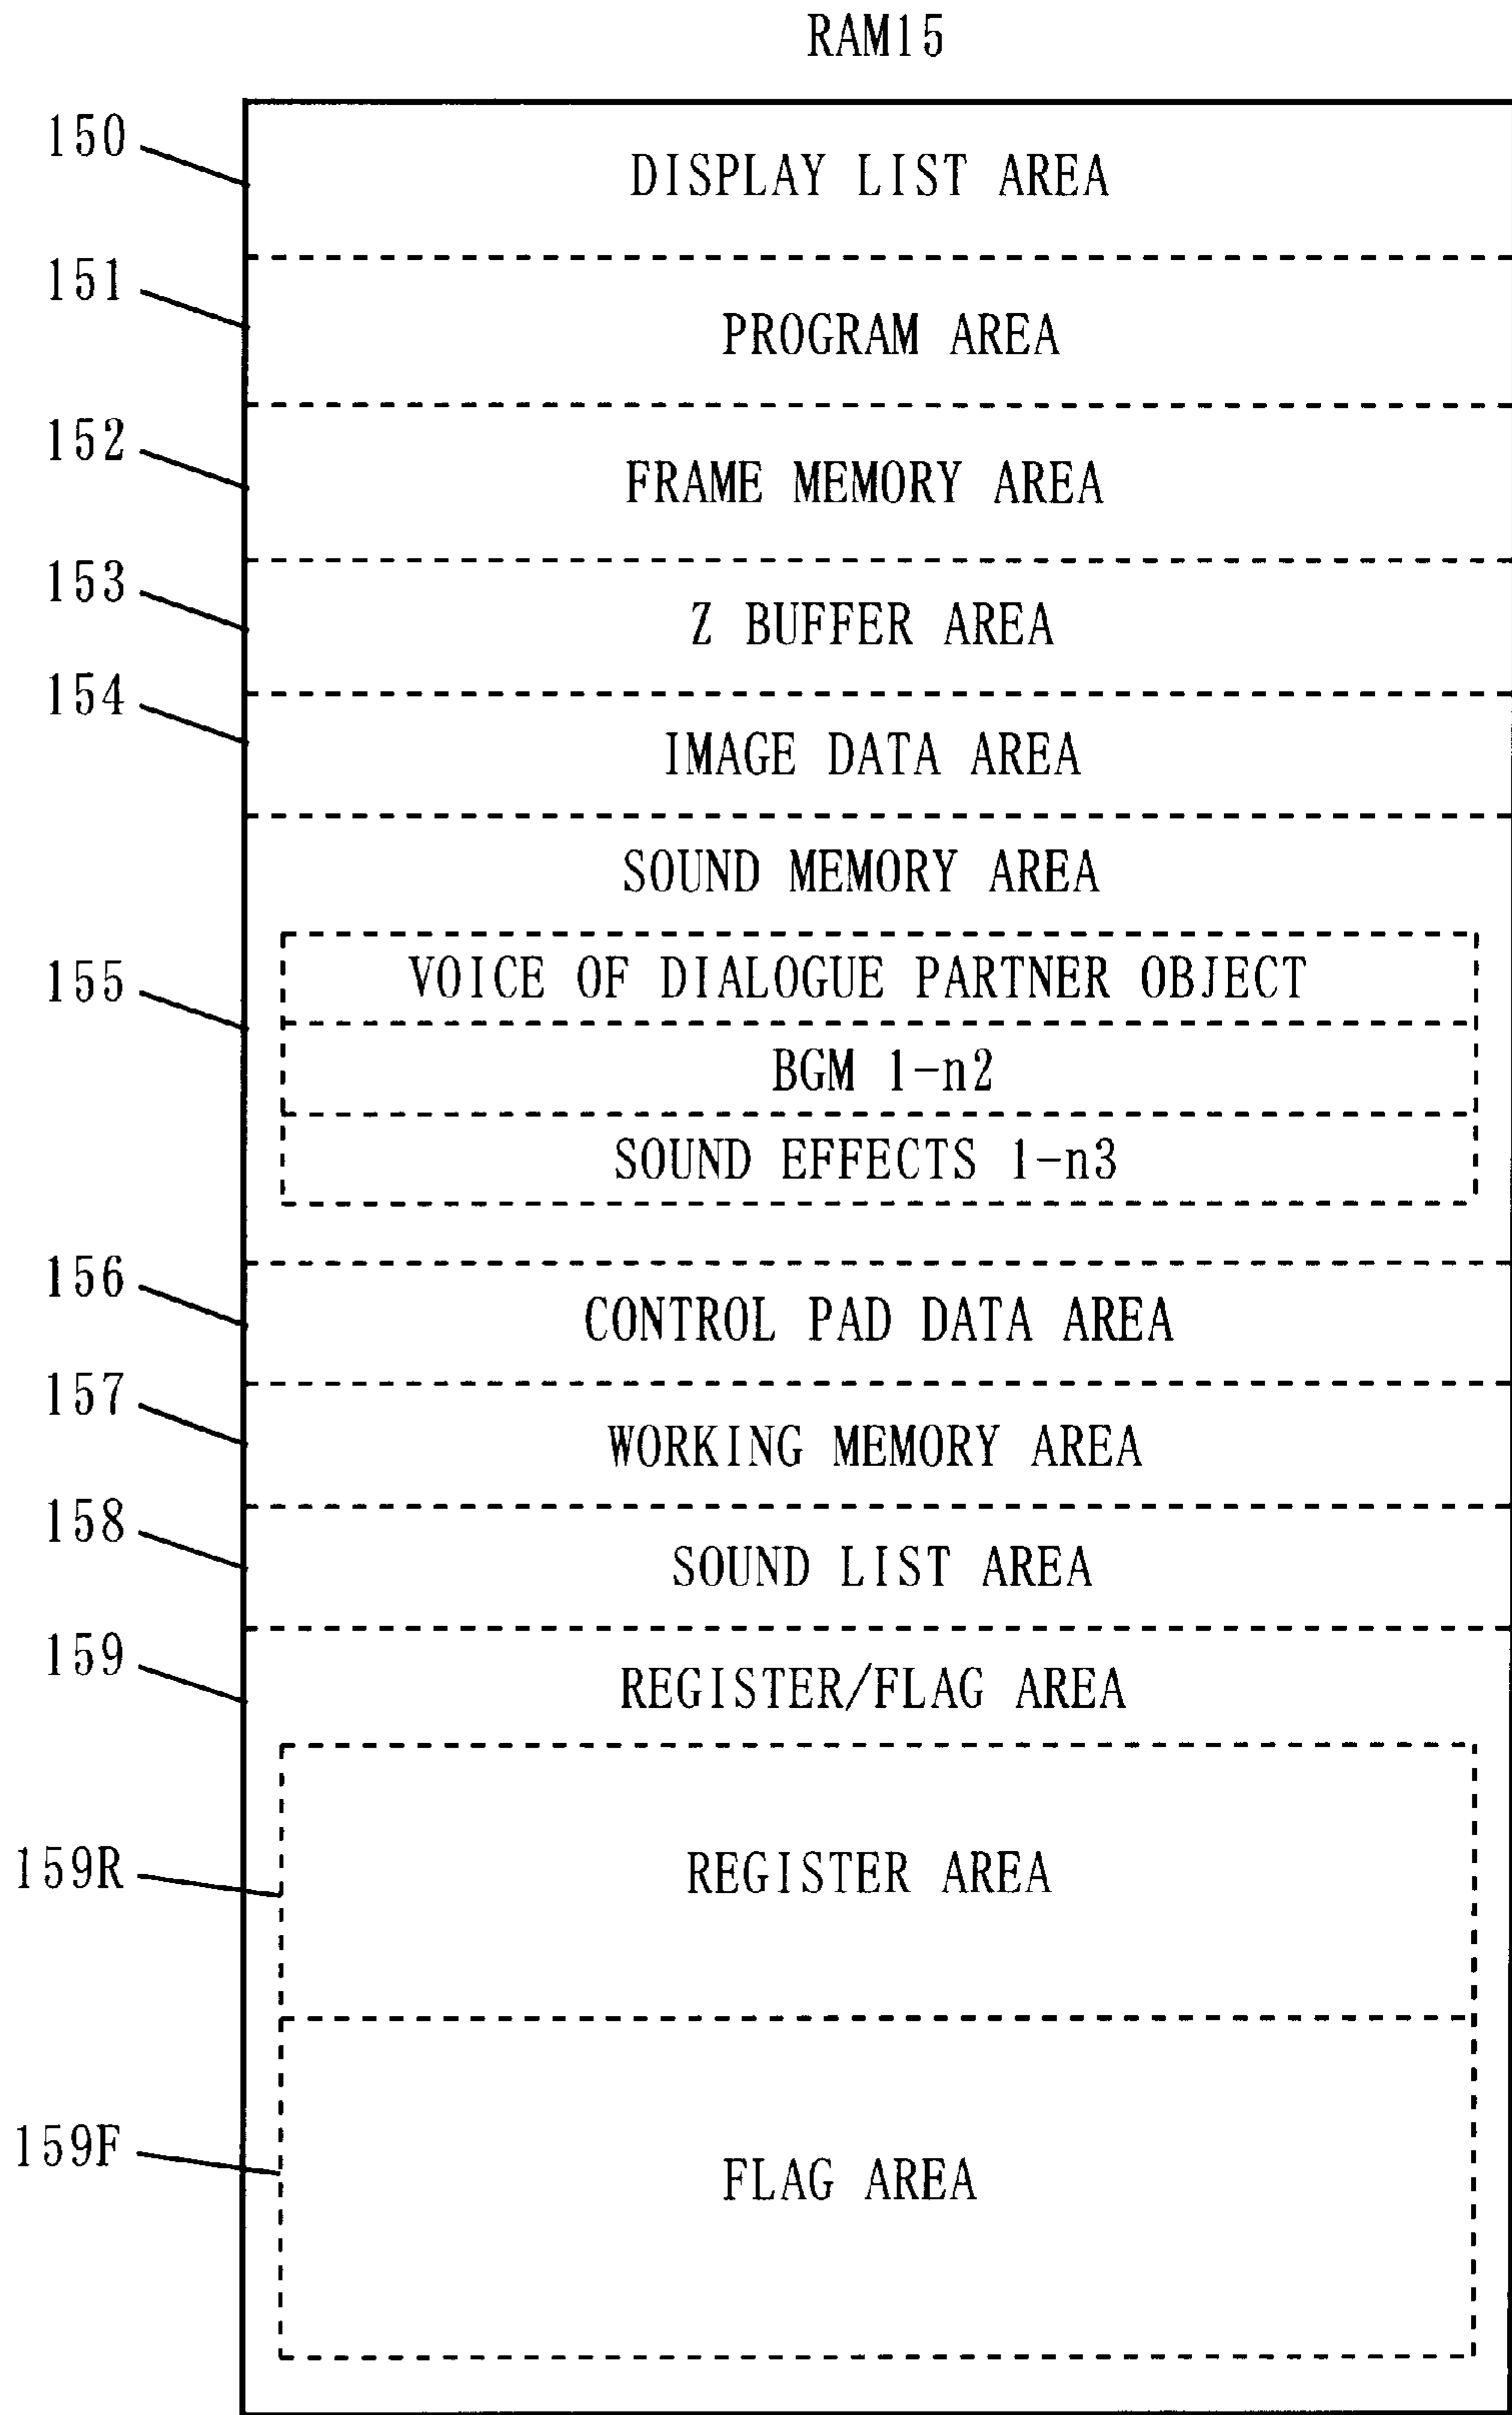 RAM15
150
DISPLAY LIST AREA
151
PROGRAM AREA
152
FRAME MEMORY AREA
153
Z BUFFER AREA
154
IMAGE DATA AREA
SOUND MEMORY AREA
155
VOICE OF DIALOGUE PARTNER OBJECT
BGM 1-n2
SOUND EFFECTS 1-n3
156
CONTROL PAD DATA AREA
157
WORKING MEMORY AREA
158
SOUND LIST AREA
159
REGISTER/FLAG AREA
159R
REGISTER AREA
159F
FLAG AREA